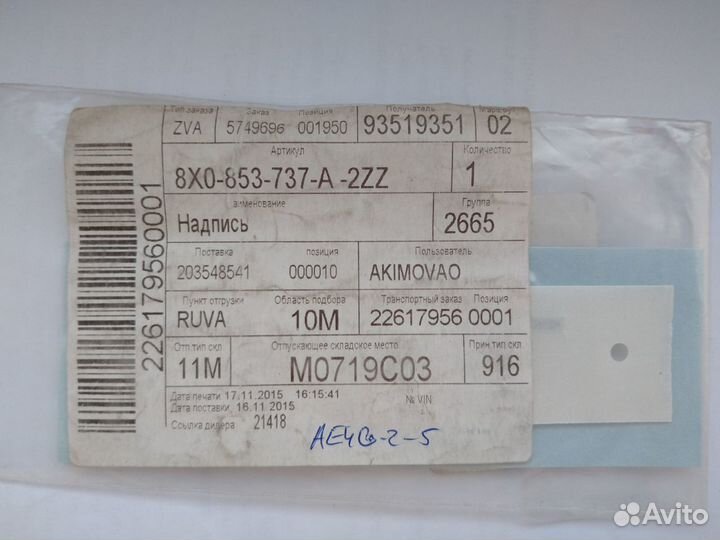 Тип заказа Заказ Позиция Получатель Маршрут
ZVA 5749696 001950 93519351 02
Артикул Количество
8X0-853-737-A -2ZZ 1
аименование Группа
Надпись 2665
Поставка позиция Пользователь
203548541 000010 AKIMOVAO
Пункт отгрузки Область подбора Транспортный заказ Позиция
RUVA 10M 22617956 0001
Отп.тип скл Отпускающее складское место Прин тип скл
11M M0719C03 916
Дата печати 17.11.2015 16:15:41 № VIN
Дата поставки 16.11.2015
Ссылка дилера 21418
226179560001
Avito